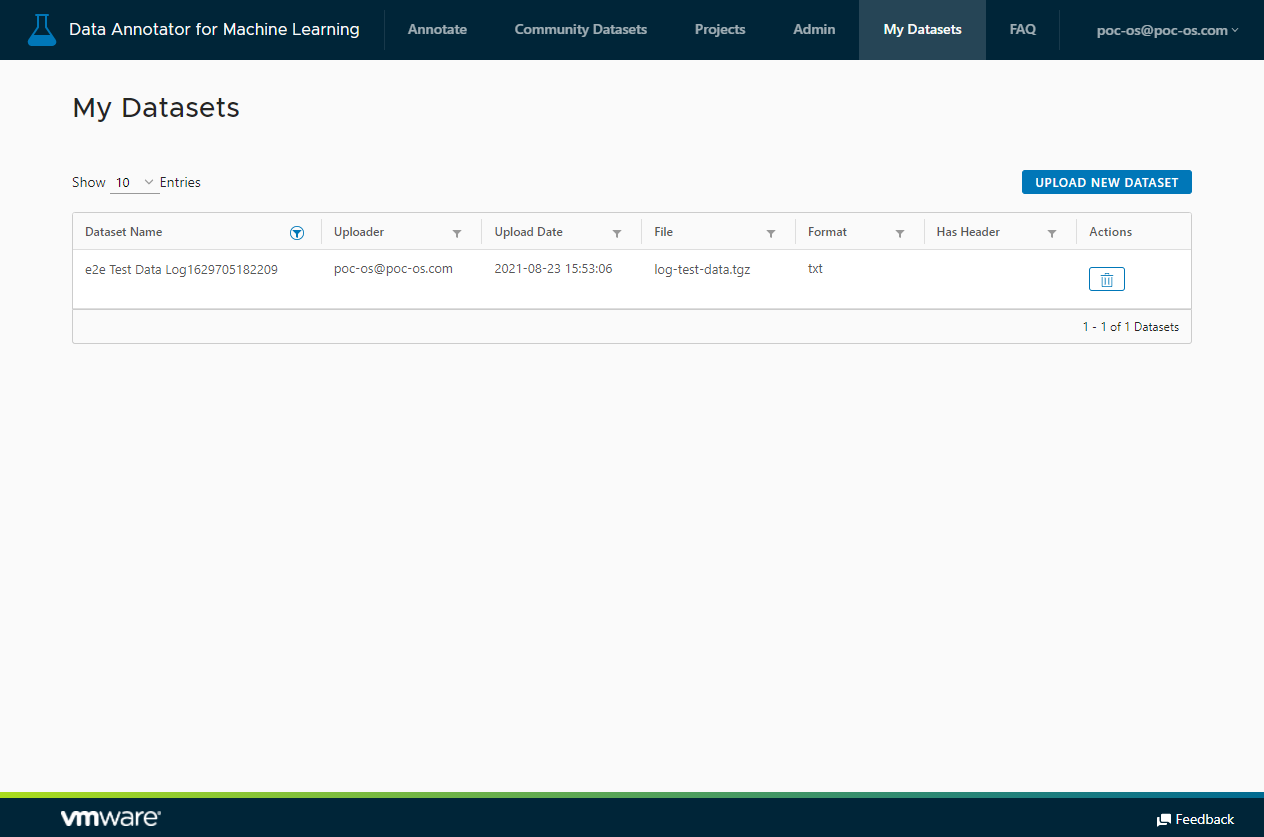 Data Annotator for Machine Learning Annotate Community Datasets Projects Admin My Datasets FAQ poc-os@poc-os.com
My Datasets
Show 10 Entries UPLOAD NEW DATASET
Dataset Name Uploader Upload Date File Format Has Header Actions
e2e Test Data Log1629705182209 poc-os@poc-os.com 2021-08-23 15:53:06 log-test-data.tgz txt
1 - 1 of 1 Datasets
vmware Feedback